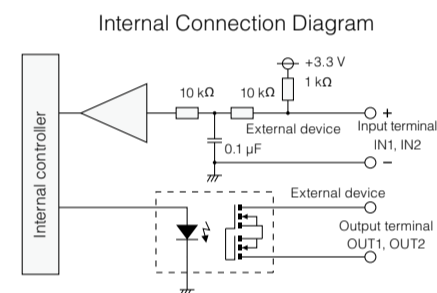 Internal Connection Diagram
+3.3 V
1 kΩ
10 kΩ
10 kΩ
+
External device
Input terminal
IN1, IN2
0.1 µF
−
Internal controller
External device
Output terminal
OUT1, OUT2